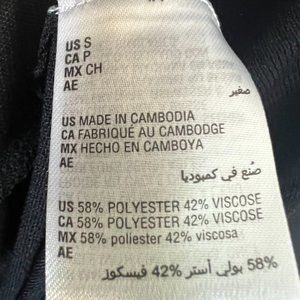 US S
CA P
MX CH
AE
صغير
US MADE IN CAMBODIA
CA FABRIQUÉ AU CAMBODGE
MX HECHO EN CAMBOYA
AE
صُنع في كمبوديا
US 58% POLYESTER 42% VISCOSE
CA 58% POLYESTER 42% VISCOSE
MX 58% poliester 42% viscosa
AE
58% بولي أستر 42% فيسكوز